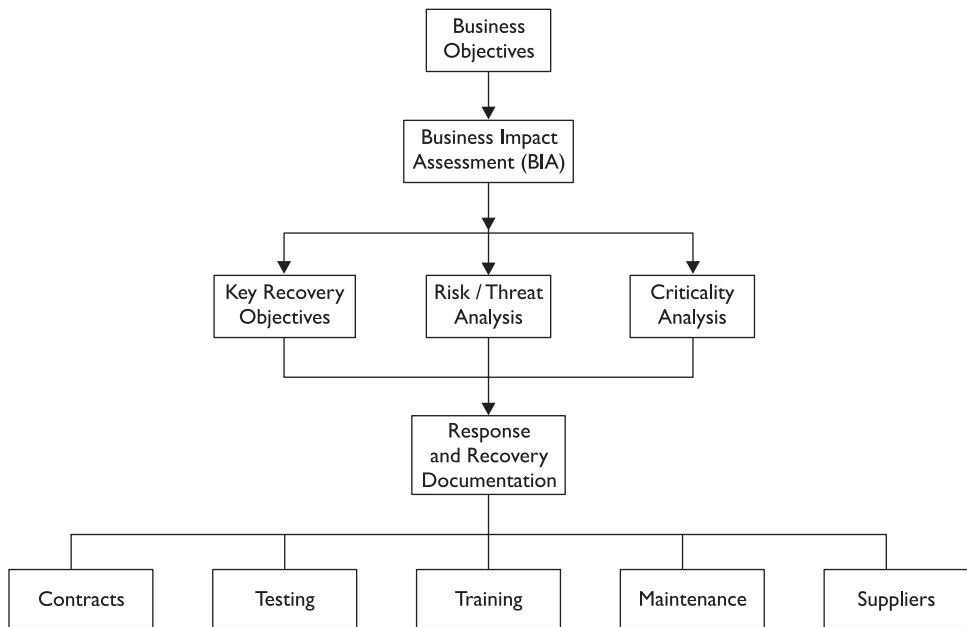 Business
Objectives
Business Impact
Assessment (BIA)
Key Recovery
Objectives
Risk / Threat
Analysis
Criticality
Analysis
Response
and Recovery
Documentation
Contracts
Testing
Training
Maintenance
Suppliers